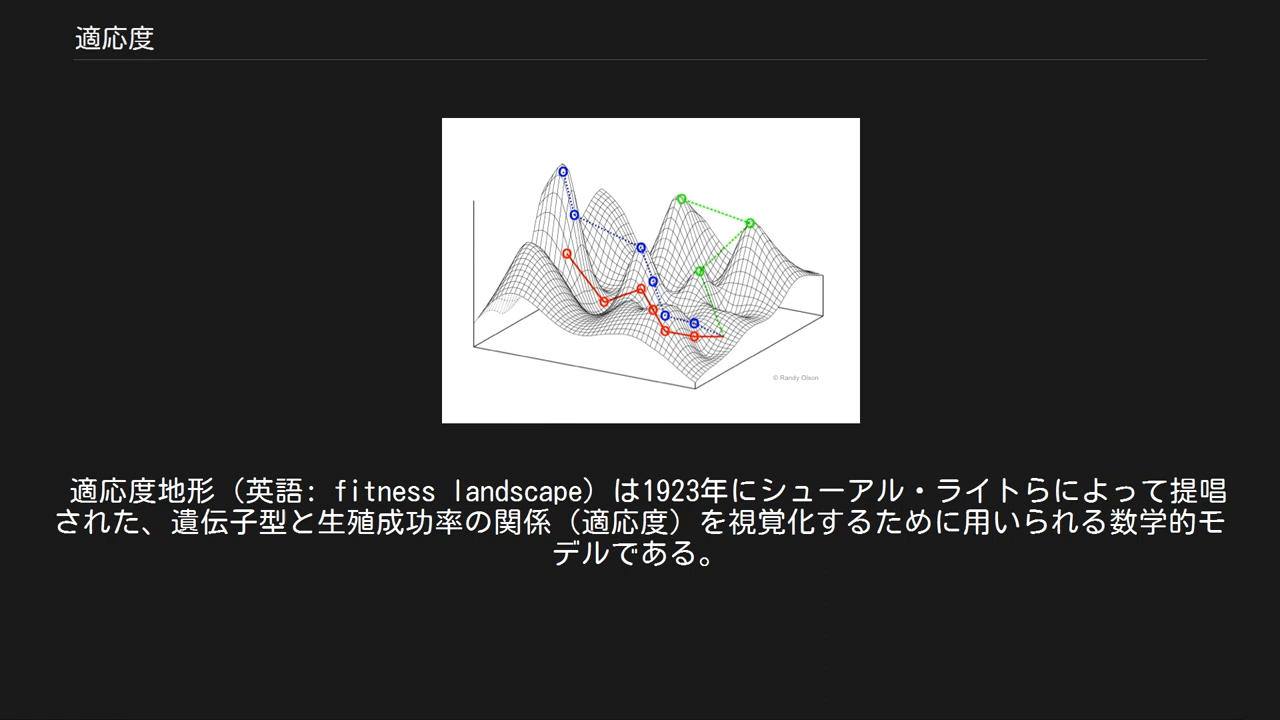 適応度
© Randy Olson
適応度地形（英語: fitness landscape）は1923年にシューアル・ライトらによって提唱
された、遺伝子型と生殖成功率の関係（適応度）を視覚化するために用いられる数学的モ
デルである。